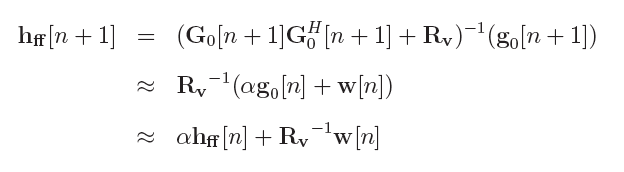 h_ff[n + 1] = (G_0[n + 1]G_0^H[n + 1] + R_v)^{-1}(g_0[n + 1])
≈ R_v^{-1}(αg_0[n] + w[n])
≈ αh_ff[n] + R_v^{-1}w[n]